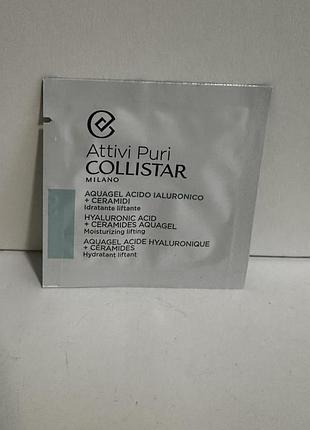 Attivi Puri
COLLISTAR
MILANO
AQUAGEL ACIDO IALURONICO
+ CERAMIDI
Idratante liftante
HYALURONIC ACID
+ CERAMIDES AQUAGEL
Moisturizing lifting
AQUAGEL ACIDE HYALURONIQUE
+ CERAMIDES
Hydratant liftant